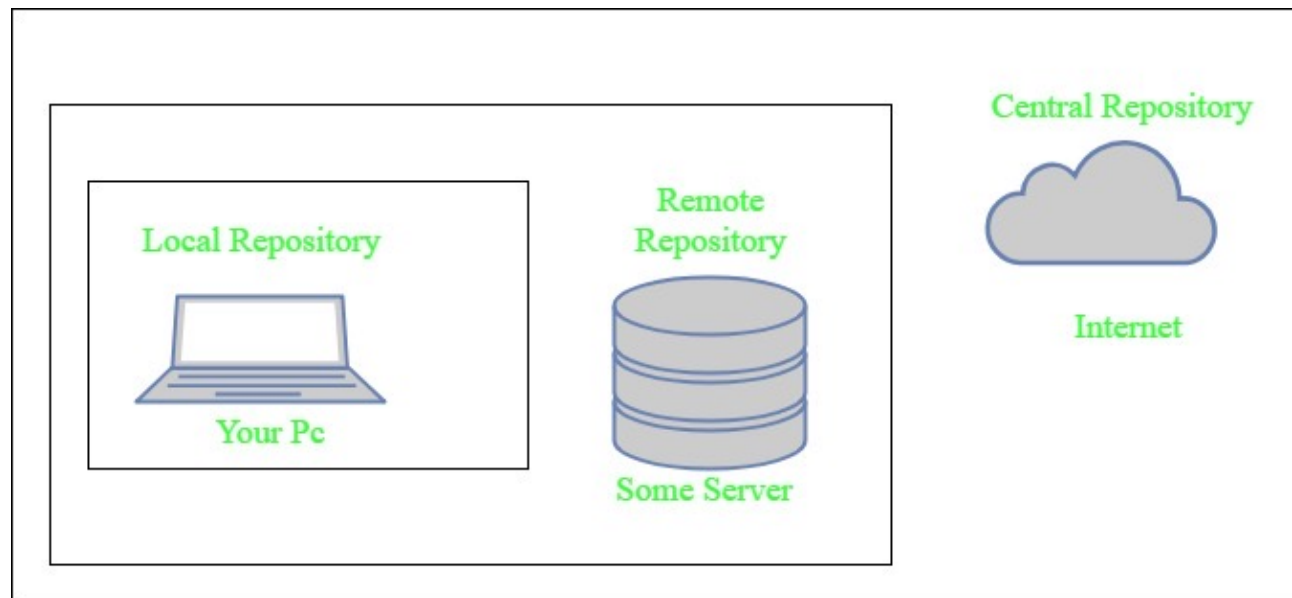 Central Repository
Internet
Remote
Repository
Some Server
Local Repository
Your Pc